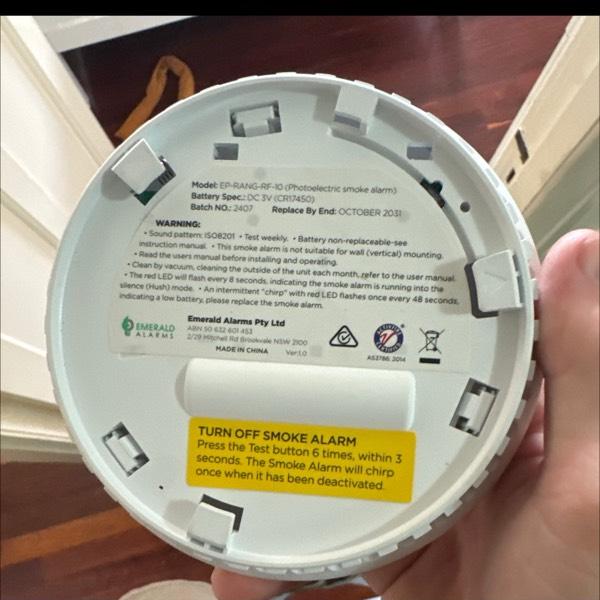 Model: EP-RANG-RF-10 (Photoelectric smoke alarm)
Battery Spec.: DC 3V (CR17450)
Batch NO.: 2407 Replace By End: OCTOBER 2031
WARNING:
• Sound pattern: ISO8201 • Test weekly. • Battery non-replaceable-see
instruction manual. • This smoke alarm is not suitable for wall (vertical) mounting.
• Read the users manual before installing and operating.
• Clean by vacuum, cleaning the outside of the unit each month, refer to the user manual.
• The red LED will flash every 8 seconds, indicating the smoke alarm is running into the
silence (Hush) mode. • An intermittent "chirp" with red LED flashes once every 48 seconds,
indicating a low battery, please replace the smoke alarm.
EMERALD
ALARMS
Emerald Alarms Pty Ltd
ABN 50 632 601 453
2/29 Mitchell Rd Brookvale NSW 2100
MADE IN CHINA Ver:1.0
AS3786: 2014
TURN OFF SMOKE ALARM
Press the Test button 6 times, within 3
seconds. The Smoke Alarm will chirp
once when it has been deactivated.